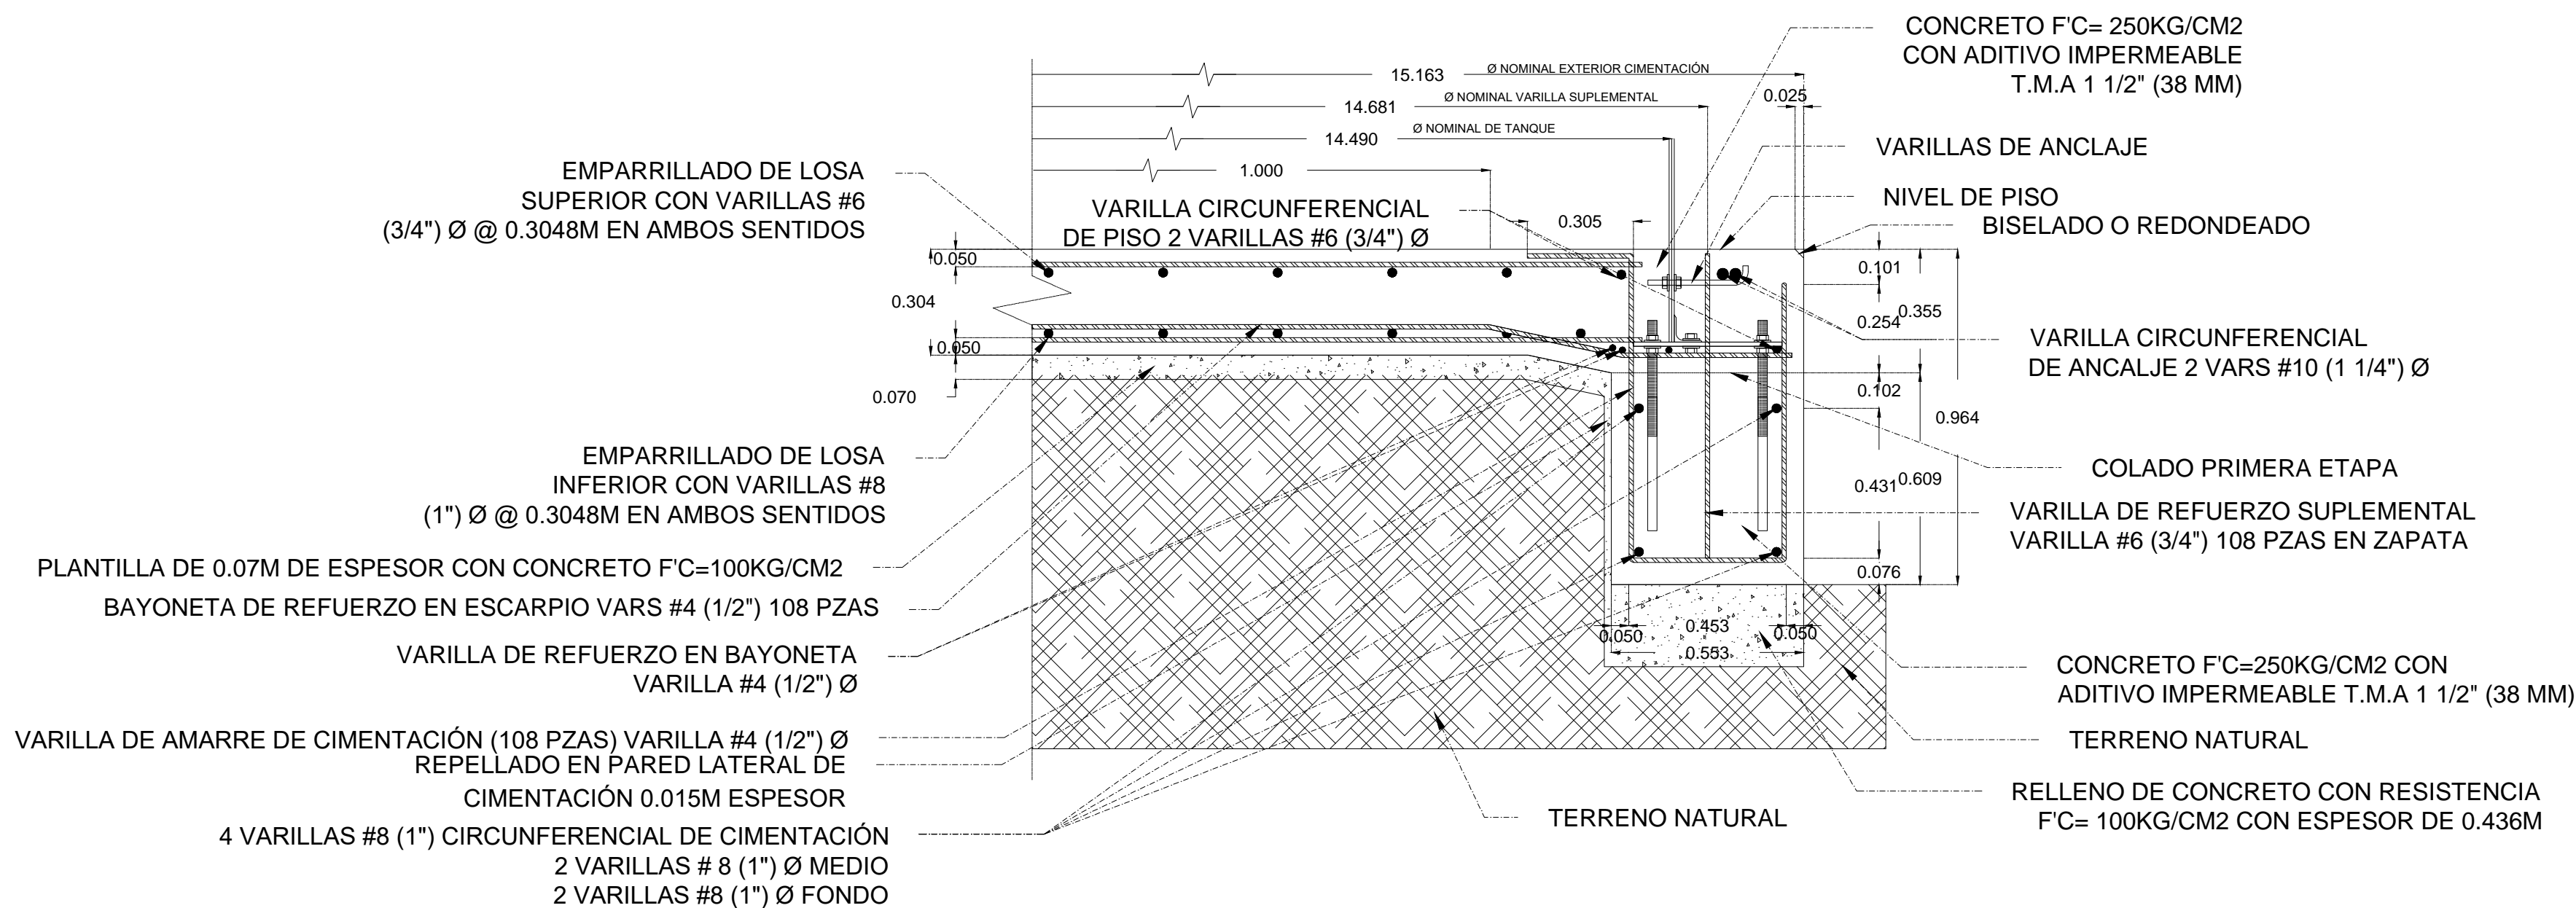 CONCRETO F'C= 250KG/CM2
CON ADITIVO IMPERMEABLE
T.M.A 1 1/2" (38 MM)
15.163
Ø NOMINAL EXTERIOR CIMENTACIÓN
14.681
Ø NOMINAL VARILLA SUPLEMENTAL
0.025
14.490
Ø NOMINAL DE TANQUE
1.000
VARILLAS DE ANCLAJE
NIVEL DE PISO
BISELADO O REDONDEADO
EMPARRILLADO DE LOSA
SUPERIOR CON VARILLAS #6
(3/4") Ø @ 0.3048M EN AMBOS SENTIDOS
VARILLA CIRCUNFERENCIAL
DE PISO 2 VARILLAS #6 (3/4") Ø
0.305
0.050
0.304
0.050
0.070
0.101
0.355
0.254
0.102
0.964
0.431
0.609
0.076
VARILLA CIRCUNFERENCIAL
DE ANCALJE 2 VARS #10 (1 1/4") Ø
EMPARRILLADO DE LOSA
INFERIOR CON VARILLAS #8
(1") Ø @ 0.3048M EN AMBOS SENTIDOS
COLADO PRIMERA ETAPA
VARILLA DE REFUERZO SUPLEMENTAL
VARILLA #6 (3/4") 108 PZAS EN ZAPATA
PLANTILLA DE 0.07M DE ESPESOR CON CONCRETO F'C=100KG/CM2
BAYONETA DE REFUERZO EN ESCARPIO VARS #4 (1/2") 108 PZAS
0.050
0.453
0.050
0.553
VARILLA DE REFUERZO EN BAYONETA
VARILLA #4 (1/2") Ø
CONCRETO F'C=250KG/CM2 CON
ADITIVO IMPERMEABLE T.M.A 1 1/2" (38 MM)
VARILLA DE AMARRE DE CIMENTACIÓN (108 PZAS) VARILLA #4 (1/2") Ø
REPELLADO EN PARED LATERAL DE
CIMENTACIÓN 0.015M ESPESOR
TERRENO NATURAL
RELLENO DE CONCRETO CON RESISTENCIA
F'C= 100KG/CM2 CON ESPESOR DE 0.436M
TERRENO NATURAL
4 VARILLAS #8 (1") CIRCUNFERENCIAL DE CIMENTACIÓN
2 VARILLAS # 8 (1") Ø MEDIO
2 VARILLAS #8 (1") Ø FONDO